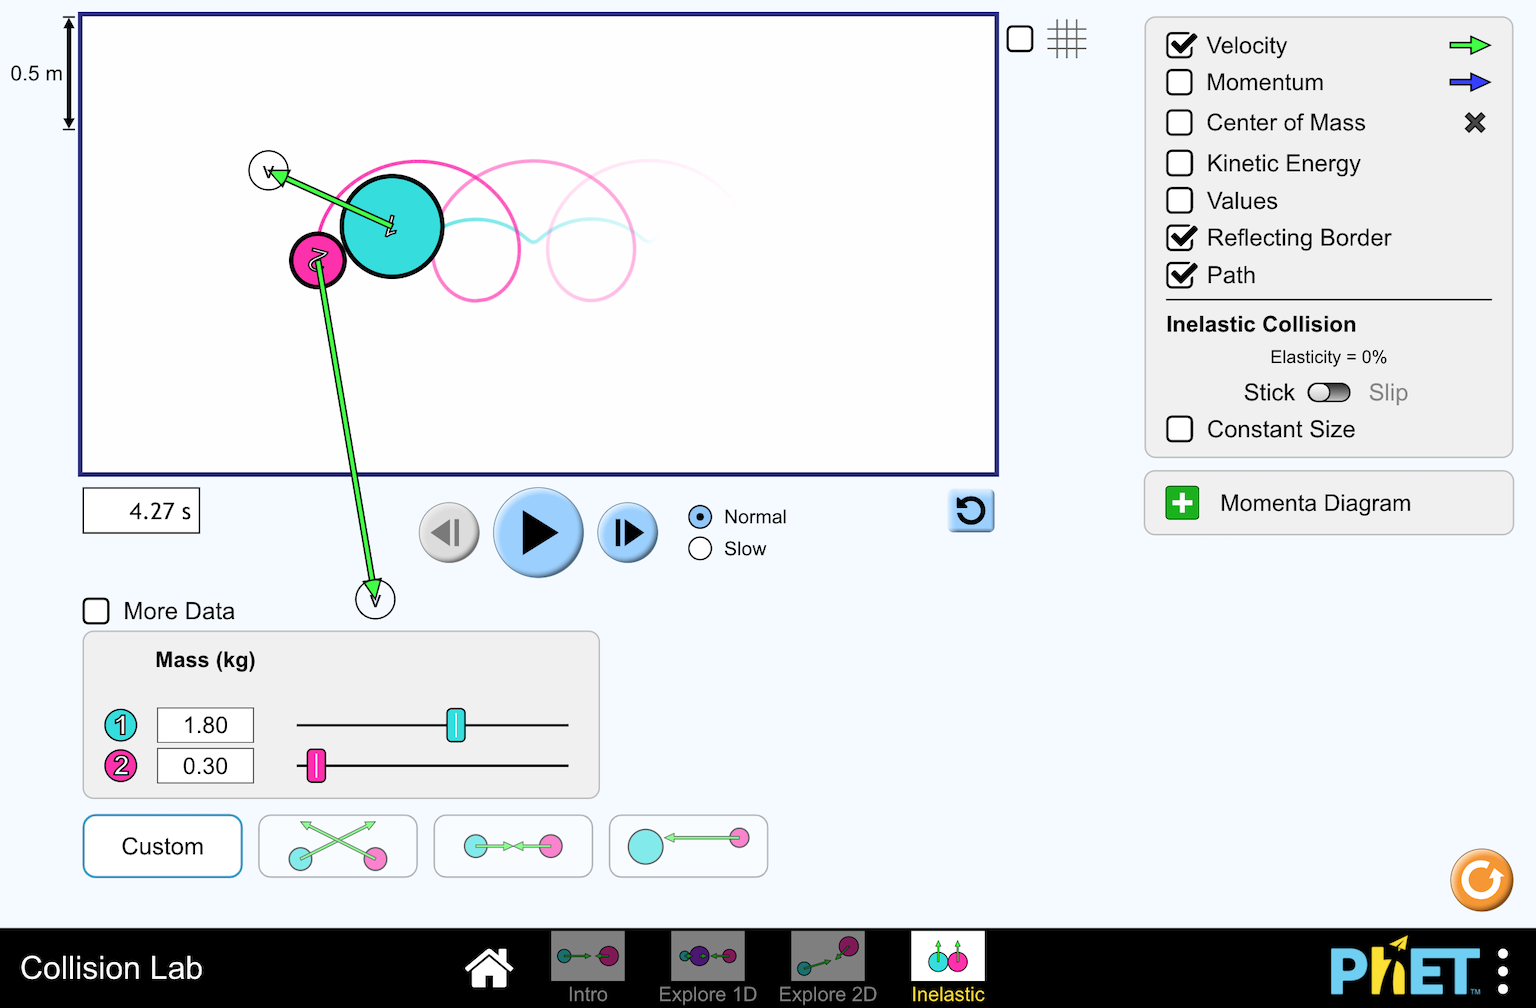 0.5 m
Velocity
Momentum
Center of Mass
Kinetic Energy
Values
Reflecting Border
Path
Inelastic Collision
Elasticity = 0%
Stick Slip
Constant Size
Momenta Diagram
v
1
2
v
4.27 s
Normal
Slow
More Data
Mass (kg)
1 1.80
2 0.30
Custom
Collision Lab
Intro
Explore 1D
Explore 2D
Inelastic
PhET™